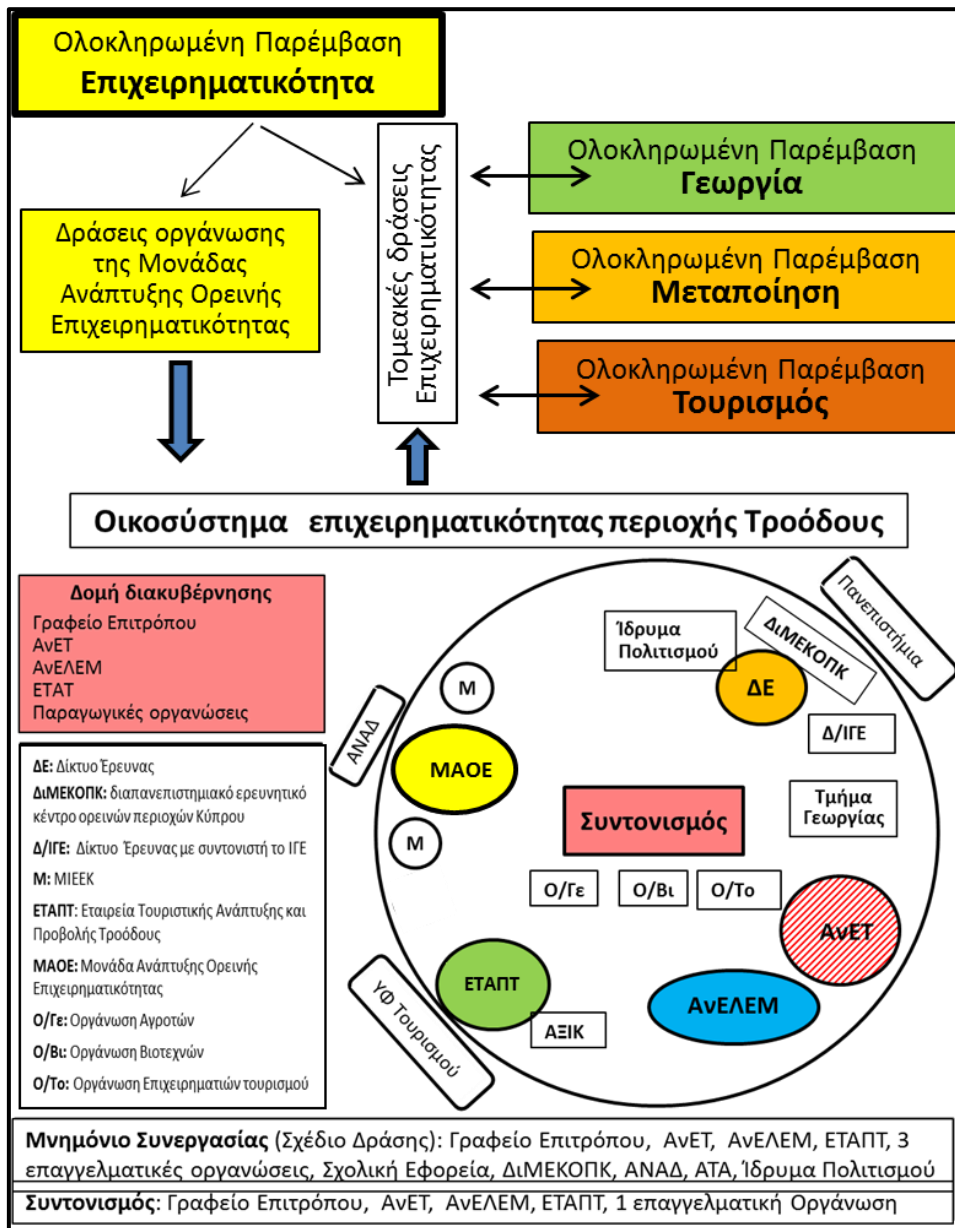 Ολοκληρωμένη Παρέμβαση
Επιχειρηματικότητα
Δράσεις οργάνωσης
της Μονάδας
Ανάπτυξης Ορεινής
Επιχειρηματικότητας
Τομεακές δράσεις
Επιχειρηματικότητας
Ολοκληρωμένη Παρέμβαση
Γεωργία
Ολοκληρωμένη Παρέμβαση
Μεταποίηση
Ολοκληρωμένη Παρέμβαση
Τουρισμός
Οικοσύστημα επιχειρηματικότητας περιοχής Τροόδους
Δομή διακυβέρνησης
Γραφείο Επιτρόπου
ΑνΕΤ
ΑνΕΛΕΜ
ΕΤΑΤ
Παραγωγικές οργανώσεις
ΔΕ: Δίκτυο Έρευνας
ΔιΜΕΚΟΠΚ: διαπανεπιστημιακό ερευνητικό
κέντρο ορεινών περιοχών Κύπρου
Δ/ΙΓΕ: Δίκτυο Έρευνας με συντονιστή το ΙΓΕ
Μ: ΜΙΕΕΚ
ΕΤΑΠΤ: Εταιρεία Τουριστικής Ανάπτυξης και
Προβολής Τροόδους
ΜΑΟΕ: Μονάδα Ανάπτυξης Ορεινής
Επιχειρηματικότητας
Ο/Γε: Οργάνωση Αγροτών
Ο/Βι: Οργάνωση Βιοτεχνών
Ο/Το: Οργάνωση Επιχειρηματιών τουρισμού
Πανεπιστήμια
Ίδρυμα
Πολιτισμού
ΔιΜΕΚΟΠΚ
ΔΕ
Μ
Δ/ΙΓΕ
ΑΝΑΔ
ΜΑΟΕ
Τμήμα
Γεωργίας
Συντονισμός
Μ
Ο/Γε
Ο/Βι
Ο/Το
ΑνΕΤ
ΕΤΑΠΤ
ΑνΕΛΕΜ
ΑΞΙΚ
ΥΦ Τουρισμού
Μνημόνιο Συνεργασίας (Σχέδιο Δράσης): Γραφείο Επιτρόπου, ΑνΕΤ, ΑνΕΛΕΜ, ΕΤΑΠΤ, 3
επαγγελματικές οργανώσεις, Σχολική Εφορεία, ΔιΜΕΚΟΠΚ, ΑΝΑΔ, ΑΤΑ, Ίδρυμα Πολιτισμού
Συντονισμός: Γραφείο Επιτρόπου, ΑνΕΤ, ΑνΕΛΕΜ, ΕΤΑΠΤ, 1 επαγγελματική Οργάνωση